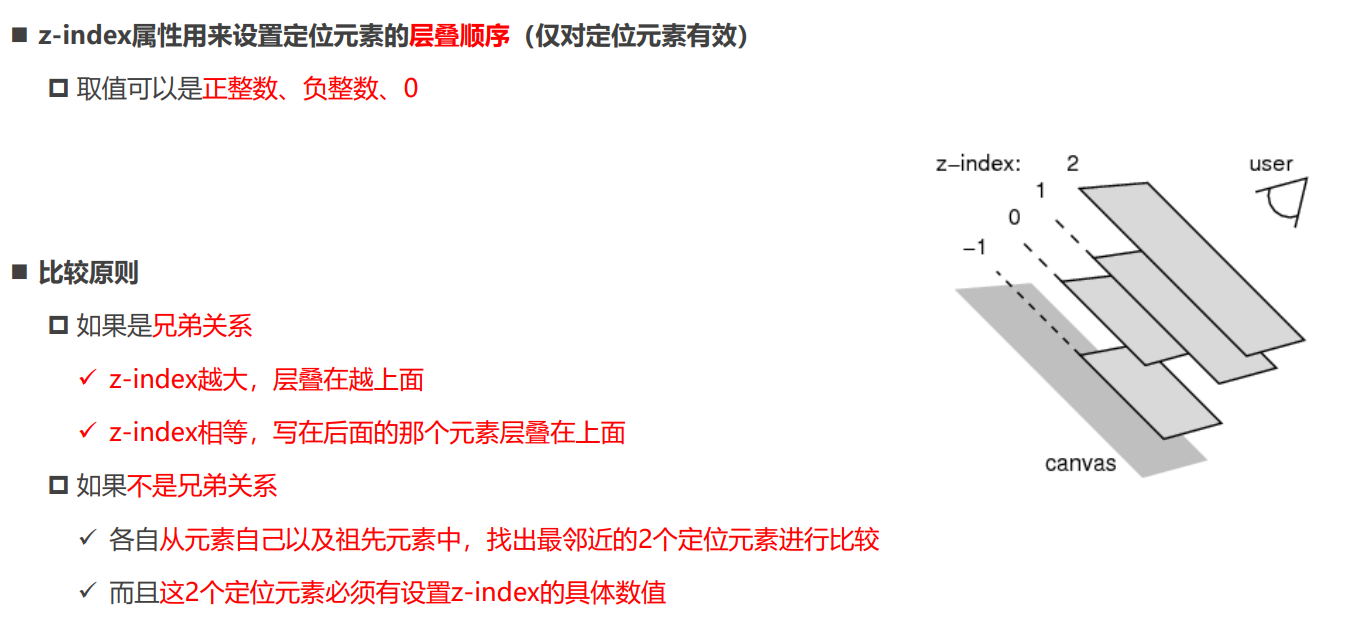 z-index属性用来设置定位元素的层叠顺序（仅对定位元素有效）
取值可以是正整数、负整数、0
比较原则
如果是兄弟关系
z-index越大，层叠在越上面
z-index相等，写在后面的那个元素层叠在上面
如果不是兄弟关系
各自从元素自己以及祖先元素中，找出最邻近的2个定位元素进行比较
而且这2个定位元素必须有设置z-index的具体数值
z-index: 2
user
1
0
-1
canvas